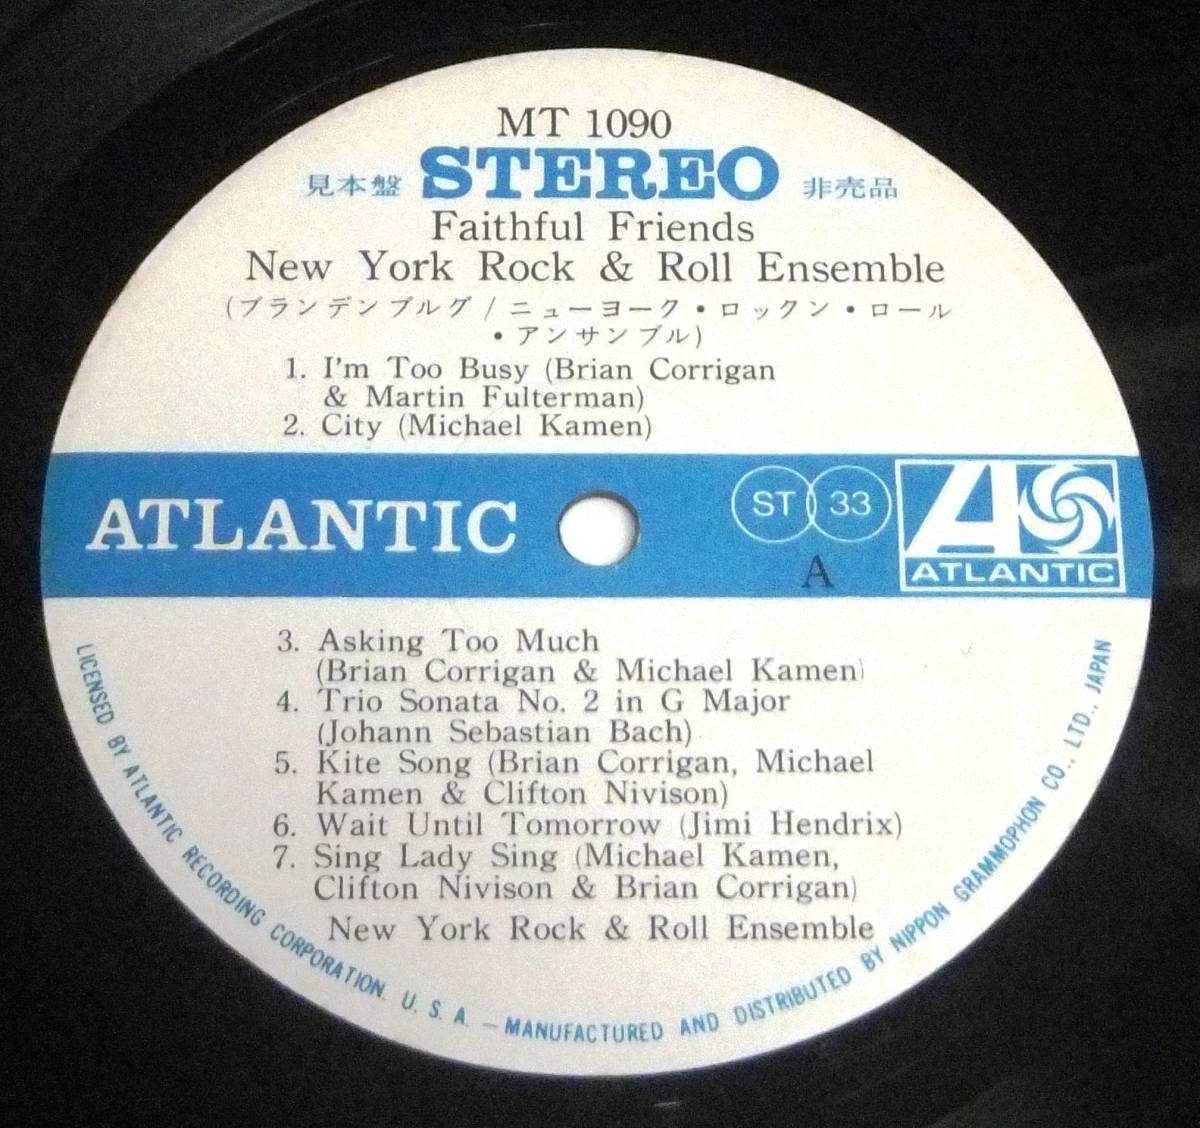 MT 1090
見本盤 STEREO 非売品
Faithful Friends
New York Rock & Roll Ensemble
(ブランデンブルグ/ニューヨーク・ロックン・ロール
・アンサンブル)
1. I'm Too Busy (Brian Corrigan
& Martin Fulterman)
2. City (Michael Kamen)
ATLANTIC
ST 33
A
ATLANTIC
3. Asking Too Much
(Brian Corrigan & Michael Kamen)
4. Trio Sonata No. 2 in G Major
(Johann Sebastian Bach)
5. Kite Song (Brian Corrigan, Michael
Kamen & Clifton Nivison)
6. Wait Until Tomorrow (Jimi Hendrix)
7. Sing Lady Sing (Michael Kamen,
Clifton Nivison & Brian Corrigan)
New York Rock & Roll Ensemble
LICENSED BY ATLANTIC RECORDING CORPORATION. U. S. A. — MANUFACTURED AND DISTRIBUTED BY NIPPON GRAMMOPHON CO., LTD., JAPAN